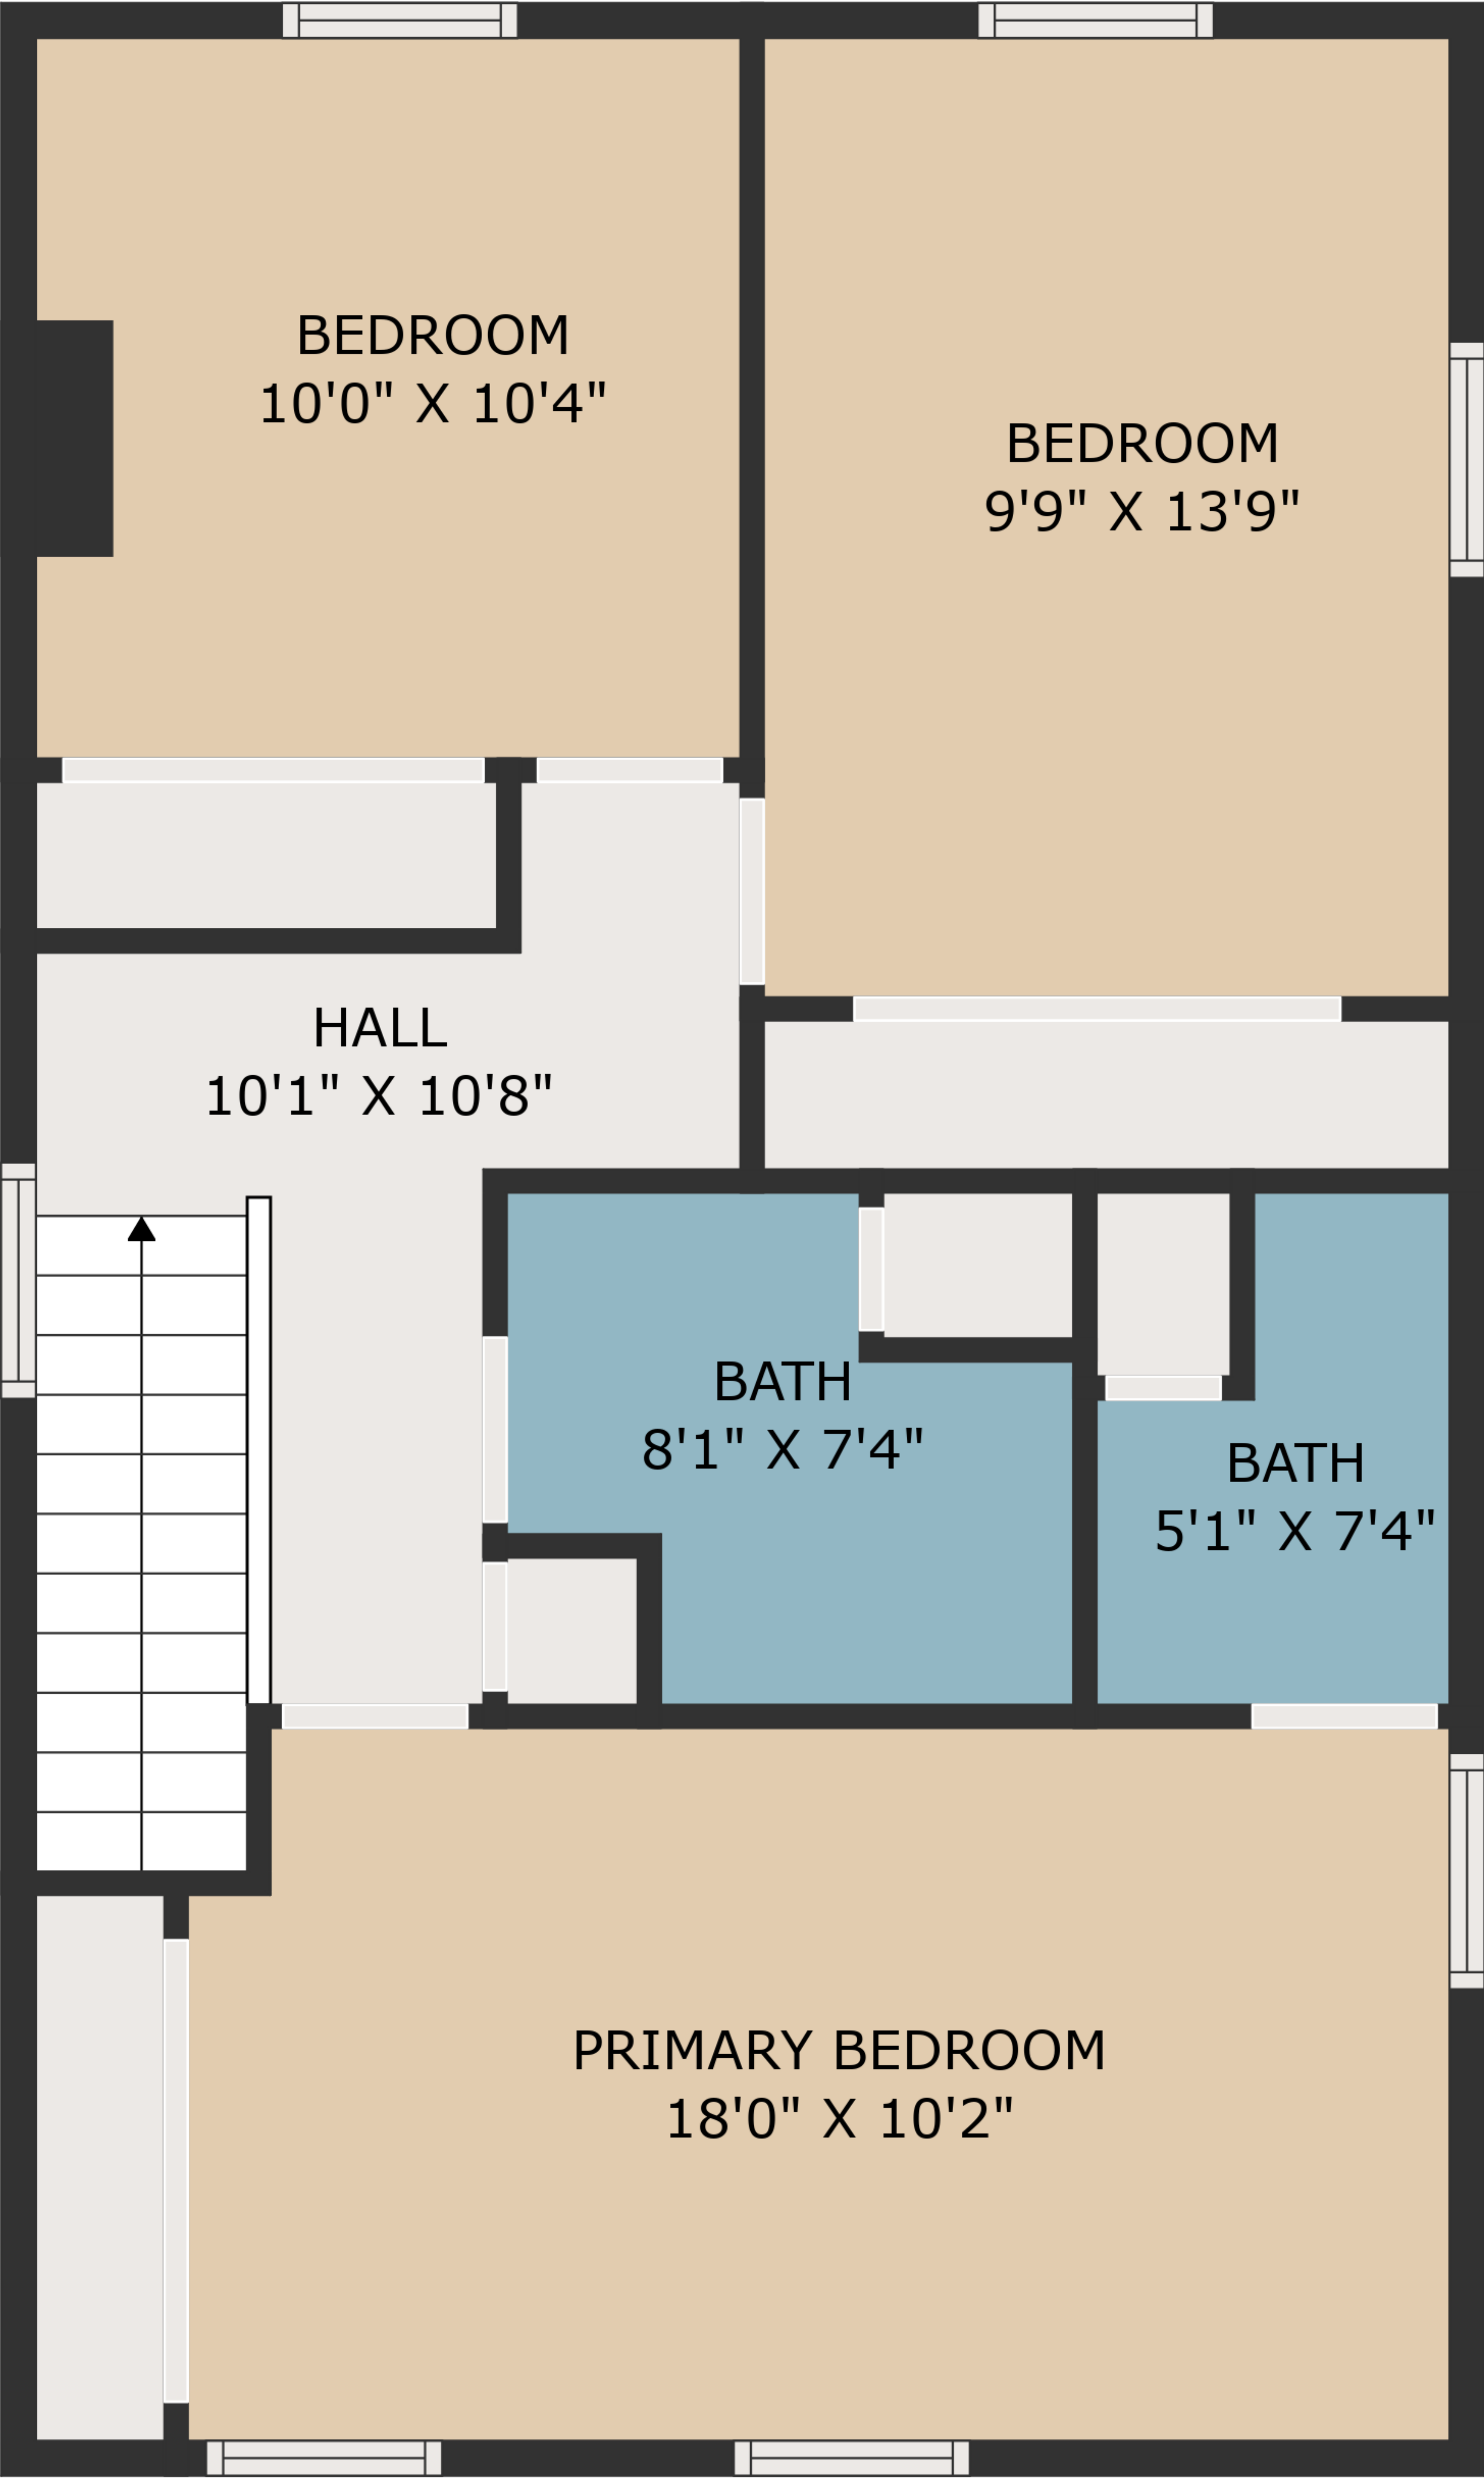 BEDROOM
10'0" X 10'4"
BEDROOM
9'9" X 13'9"
HALL
10'1" X 10'8"
BATH
8'1" X 7'4"
BATH
5'1" X 7'4"
PRIMARY BEDROOM
18'0" X 10'2"